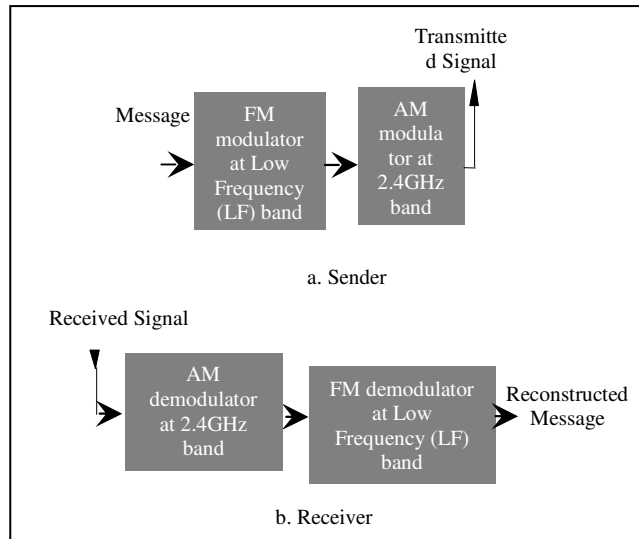 Transmitte
d Signal
Message
FM
modulator
at Low
Frequency
(LF) band
AM
modula
tor at
2.4GHz
band
a. Sender
Received Signal
AM
demodulator
at 2.4GHz
band
FM demodulator
at Low
Frequency (LF)
band
Reconstructed
Message
b. Receiver